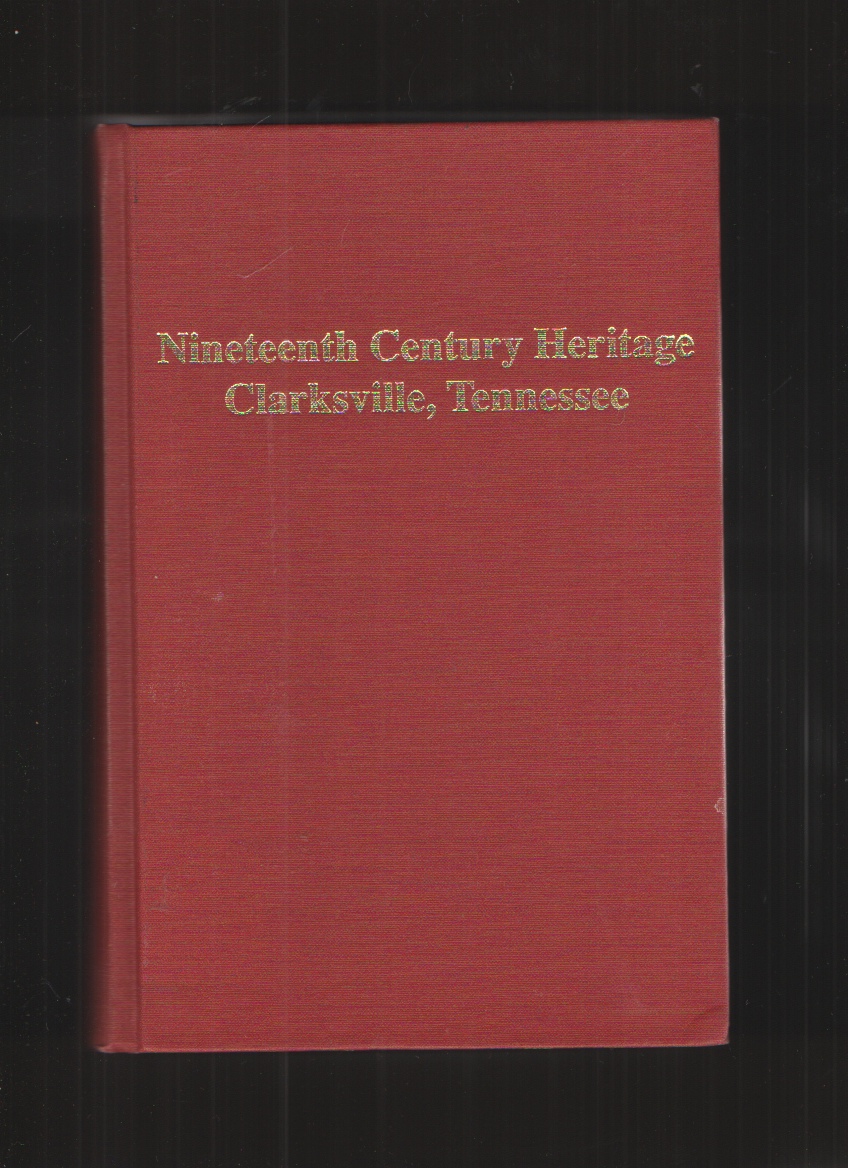 Nineteenth Century Heritage
Clarksville, Tennessee